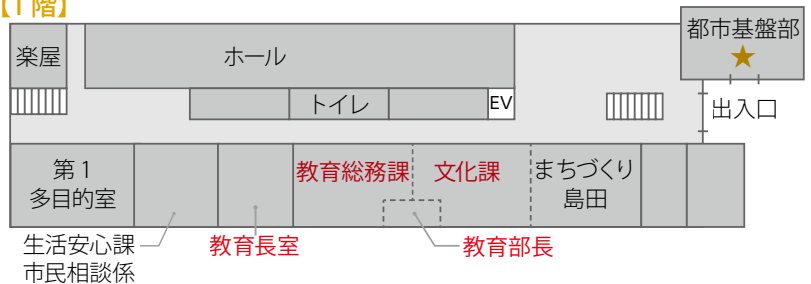 【1階】
都市基盤部
★
楽屋
ホール
トイレ
EV
出入口
第1
多目的室
教育総務課
文化課
まちづくり
島田
生活安心課
市民相談係
教育長室
教育部長